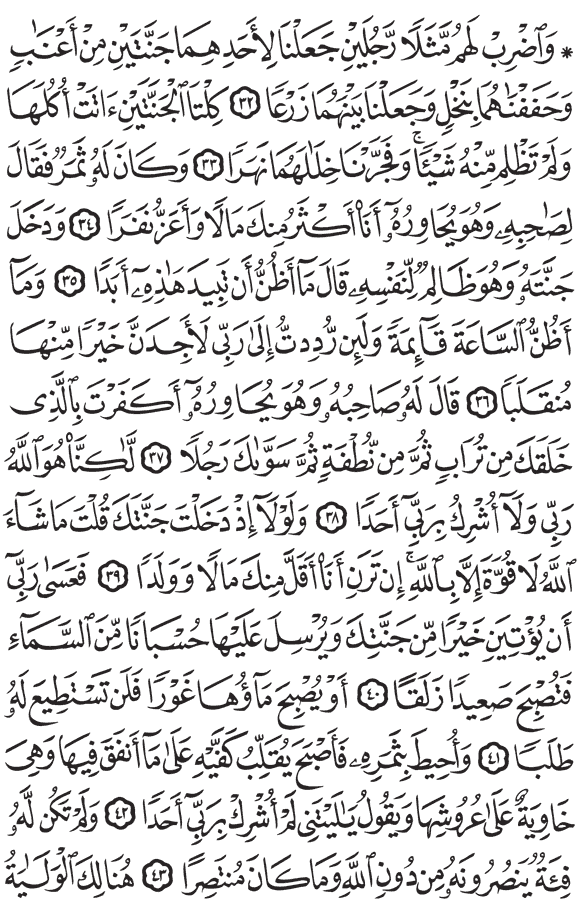 * وَٱضۡرِبۡ لَهُم مَّثَلٗا رَّجُلَيۡنِ جَعَلۡنَا لِأَحَدِهِمَا جَنَّتَيۡنِ مِنۡ أَعۡنَٰبٖ
وَحَفَفۡنَٰهُمَا بِنَخۡلٖ وَجَعَلۡنَا بَيۡنَهُمَا زَرۡعٗا ٣٢ كِلۡتَا ٱلۡجَنَّتَيۡنِ ءَاتَتۡ أُكُلَهَا
وَلَمۡ تَظۡلِم مِّنۡهُ شَيۡـٔٗاۚ وَفَجَّرۡنَا خِلَٰلَهُمَا نَهَرٗا ٣٣ وَكَانَ لَهُۥ ثَمَرٞ فَقَالَ
لِصَٰحِبِهِۦ وَهُوَ يُحَاوِرُهُۥٓ أَنَا۠ أَكۡثَرُ مِنكَ مَالٗا وَأَعَزُّ نَفَرٗا ٣٤ وَدَخَلَ
جَنَّتَهُۥ وَهُوَ ظَالِمٞ لِّنَفۡسِهِۦ قَالَ مَآ أَظُنُّ أَن تَبِيدَ هَٰذِهِۦٓ أَبَدٗا ٣٥ وَمَآ
أَظُنُّ ٱلسَّاعَةَ قَآئِمَةٗ وَلَئِن رُّدِدتُّ إِلَىٰ رَبِّي لَأَجِدَنَّ خَيۡرٗا مِّنۡهَا
مُنقَلَبٗا ٣٦ قَالَ لَهُۥ صَاحِبُهُۥ وَهُوَ يُحَاوِرُهُۥٓ أَكَفَرۡتَ بِٱلَّذِي
خَلَقَكَ مِن تُرَابٖ ثُمَّ مِن نُّطۡفَةٖ ثُمَّ سَوَّىٰكَ رَجُلٗا ٣٧ لَّٰكِنَّا۠ هُوَ ٱللَّهُ
رَبِّي وَلَآ أُشۡرِكُ بِرَبِّيٓ أَحَدٗا ٣٨ وَلَوۡلَآ إِذۡ دَخَلۡتَ جَنَّتَكَ قُلۡتَ مَا شَآءَ
ٱللَّهُ لَا قُوَّةَ إِلَّا بِٱللَّهِۚ إِن تَرَنِ أَنَا۠ أَقَلَّ مِنكَ مَالٗا وَوَلَدٗا ٣٩ فَعَسَىٰ رَبِّيٓ
أَن يُؤۡتِيَنِ خَيۡرٗا مِّن جَنَّتِكَ وَيُرۡسِلَ عَلَيۡهَا حُسۡبَانٗا مِّنَ ٱلسَّمَآءِ
فَتُصۡبِحَ صَعِيدٗا زَلَقًا ٤٠ أَوۡ يُصۡبِحَ مَآؤُهَا غَوۡرٗا فَلَن تَسۡتَطِيعَ لَهُۥ
طَلَبٗا ٤١ وَأُحِيطَ بِثَمَرِهِۦ فَأَصۡبَحَ يُقَلِّبُ كَفَّيۡهِ عَلَىٰ مَآ أَنفَقَ فِيهَا وَهِيَ
خَاوِيَةٌ عَلَىٰ عُرُوشِهَا وَيَقُولُ يَٰلَيۡتَنِي لَمۡ أُشۡرِكۡ بِرَبِّيٓ أَحَدٗا ٤٢ وَلَمۡ تَكُن لَّهُۥ
فِئَةٞ يَنصُرُونَهُۥ مِن دُونِ ٱللَّهِ وَمَا كَانَ مُنتَصِرًا ٤٣ هُنَالِكَ ٱلۡوَلَٰيَةُ